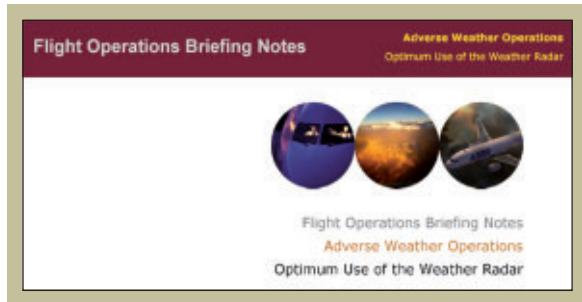 Flight Operations Briefing Notes
Adverse Weather Operations
Optimum Use of the Weather Radar
Flight Operations Briefing Notes
Adverse Weather Operations
Optimum Use of the Weather Radar